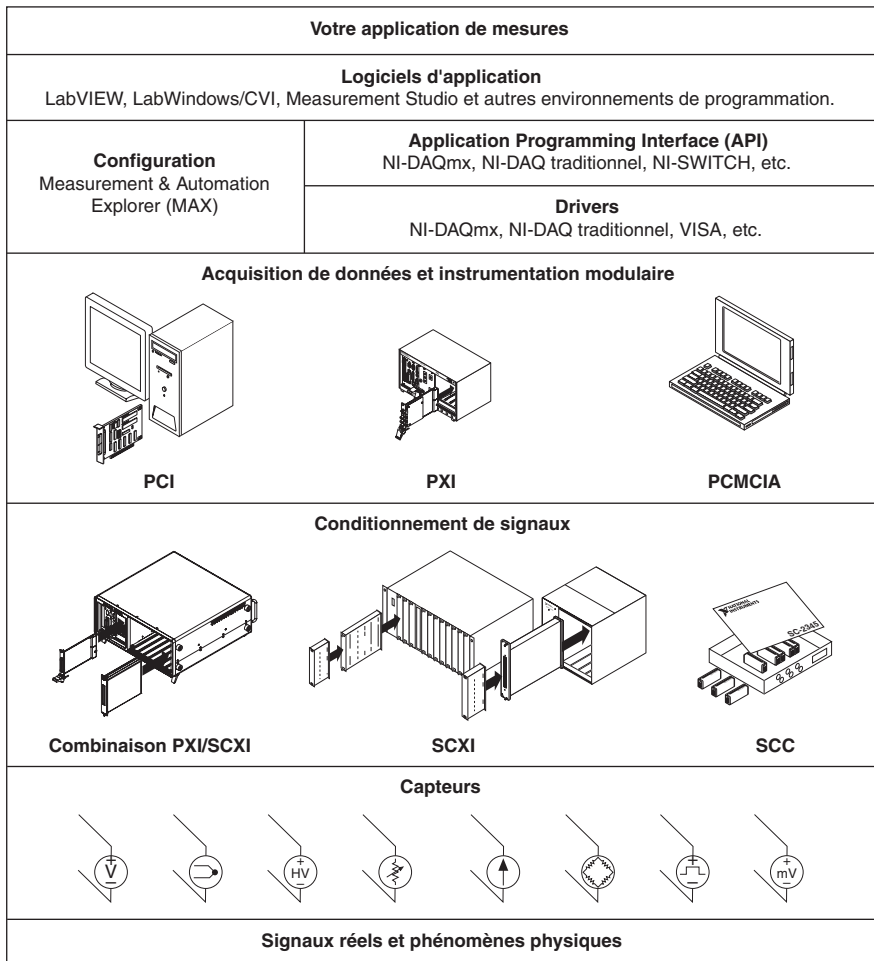 Votre application de mesures
Logiciels d'application
LabVIEW, LabWindows/CVI, Measurement Studio et autres environnements de programmation.
Configuration
Measurement & Automation
Explorer (MAX)
Application Programming Interface (API)
NI-DAQmx, NI-DAQ traditionnel, NI-SWITCH, etc.
Drivers
NI-DAQmx, NI-DAQ traditionnel, VISA, etc.
Acquisition de données et instrumentation modulaire
PCI
PXI
PCMCIA
Conditionnement de signaux
NATIONAL
INSTRUMENTS
SC-2345
Combinaison PXI/SCXI
SCXI
SCC
Capteurs
+
V
–
+
HV
–
+
–
+
mV
–
Signaux réels et phénomènes physiques